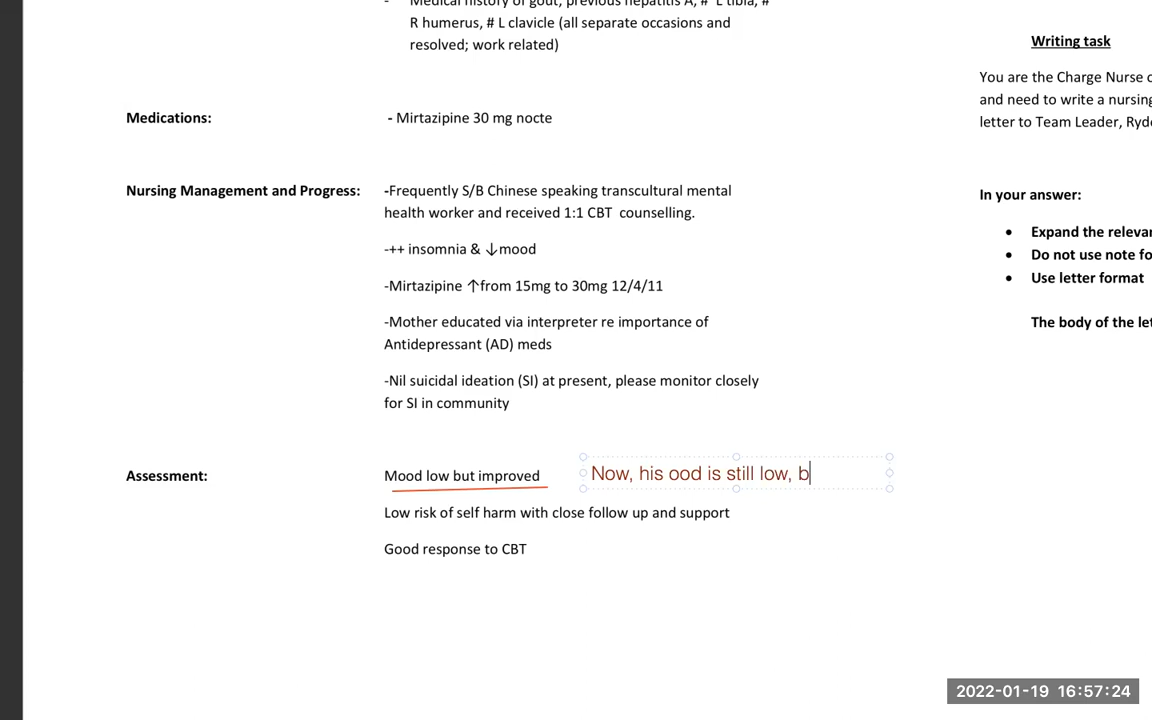 - Medical history of gout, previous hepatitis A, # L tibia, #
R humerus, # L clavicle (all separate occasions and
resolved; work related)
Medications: - Mirtazipine 30 mg nocte
Nursing Management and Progress: -Frequently S/B Chinese speaking transcultural mental
health worker and received 1:1 CBT counselling.
-++ insomnia & ↓mood
-Mirtazipine ↑from 15mg to 30mg 12/4/11
-Mother educated via interpreter re importance of
Antidepressant (AD) meds
-Nil suicidal ideation (SI) at present, please monitor closely
for SI in community
Assessment: Mood low but improved Now, his ood is still low, b
Low risk of self harm with close follow up and support
Good response to CBT
Writing task
You are the Charge Nurse
and need to write a nursing
letter to Team Leader,
In your answer:
• Expand the
• Do not use note
• Use letter format
The body of the
2022-01-19 16:57:24